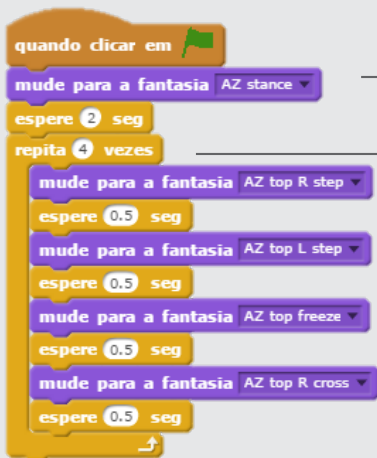 quando clicar em
mude para a fantasia AZ stance
espere 2 seg
repita 4 vezes
mude para a fantasia AZ top R step
espere 0.5 seg
mude para a fantasia AZ top L step
espere 0.5 seg
mude para a fantasia AZ top freeze
espere 0.5 seg
mude para a fantasia AZ top R cross
espere 0.5 seg